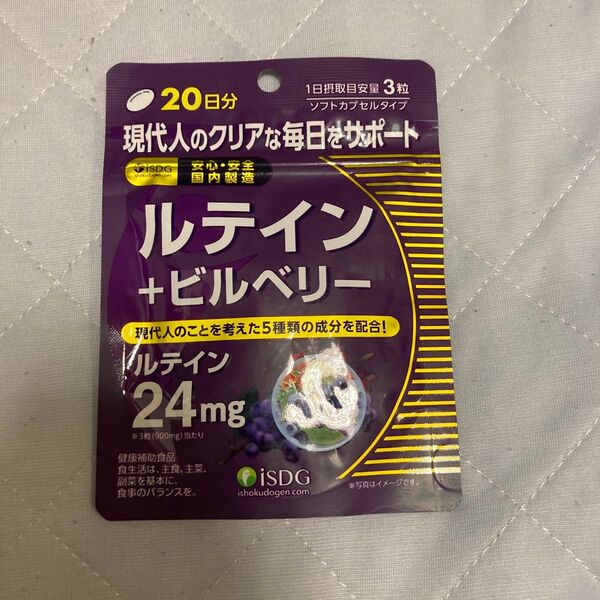 20日分
1日摂取目安量 3粒
ソフトカプセルタイプ
現代人のクリアな毎日をサポート
iSDG
ishokudogen.com
安心・安全
国内製造
ルテイン
+ビルベリー
現代人のことを考えた5種類の成分を配合!
ルテイン
24mg
※3粒(900mg)当たり
健康補助食品
食生活は、主食、主菜、
副菜を基本に、
食事のバランスを。
iSDG
ishokudogen.com
※写真はイメージです。